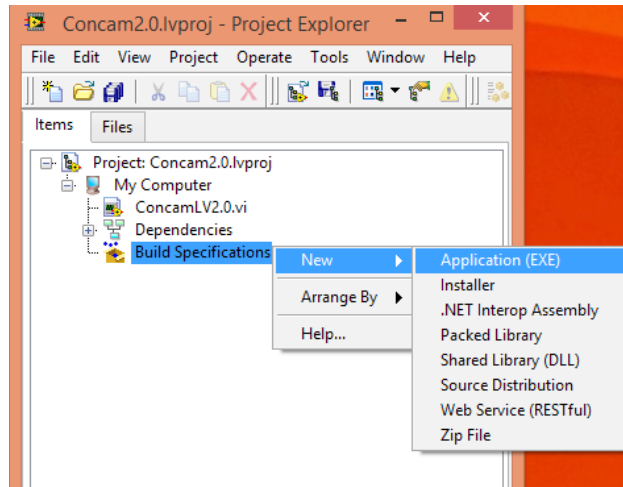 Concam2.0.lvproj - Project Explorer
File Edit View Project Operate Tools Window Help
Items Files
Project: Concam2.0.lvproj
My Computer
ConcamLV2.0.vi
Dependencies
Build Specifications
New
Arrange By
Help...
Application (EXE)
Installer
.NET Interop Assembly
Packed Library
Shared Library (DLL)
Source Distribution
Web Service (RESTful)
Zip File